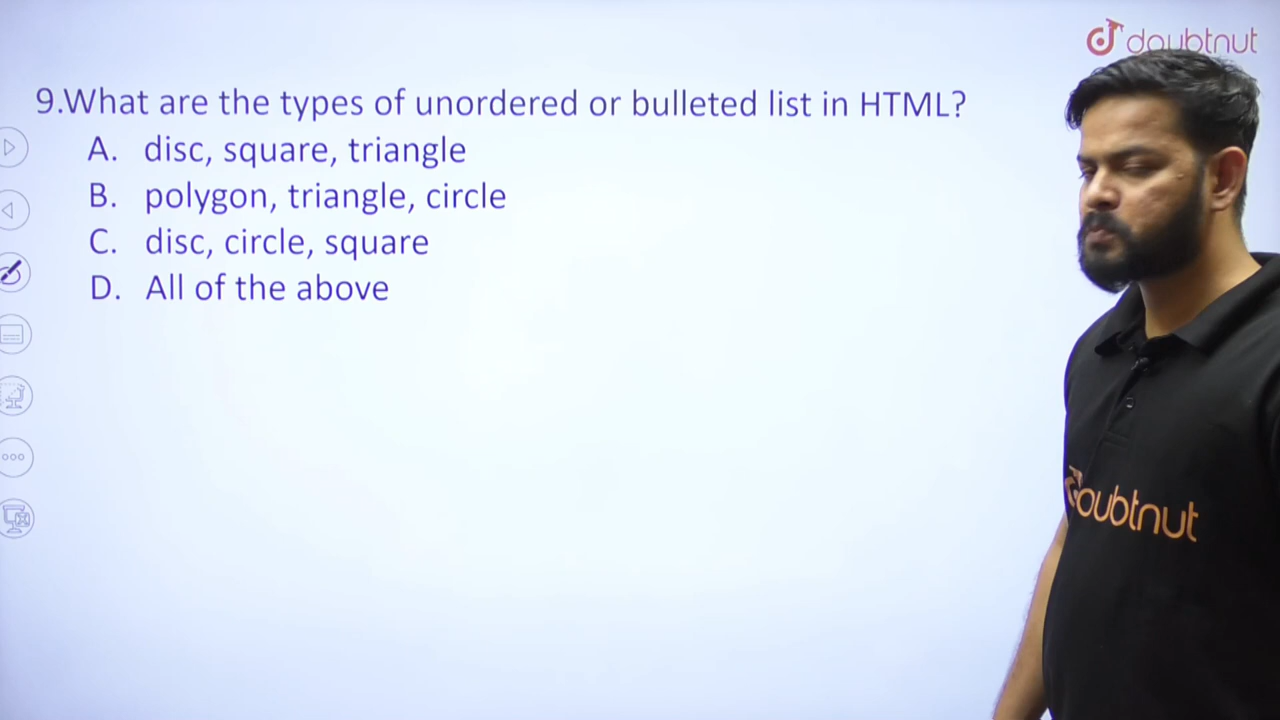 doubtnut
9.What are the types of unordered or bulleted list in HTML?
A. disc, square, triangle
B. polygon, triangle, circle
C. disc, circle, square
D. All of the above
doubtnut